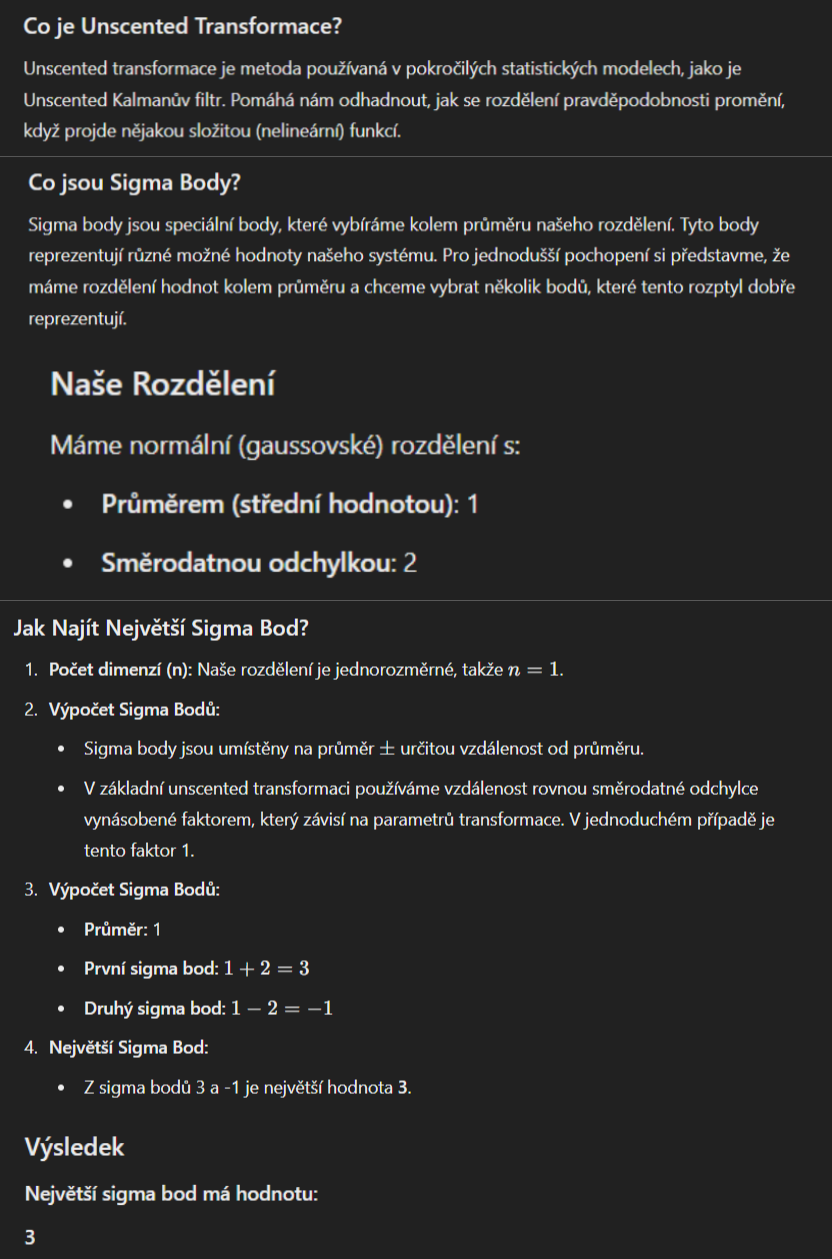 Co je Unscented Transformace?
Unscented transformace je metoda používaná v pokročilých statistických modelech, jako je
Unscented Kalmanův filtr. Pomáhá nám odhadnout, jak se rozdělení pravděpodobnosti promění,
když projde nějakou složitou (nelineární) funkcí.
Co jsou Sigma Body?
Sigma body jsou speciální body, které vybíráme kolem průměru našeho rozdělení. Tyto body
reprezentují různé možné hodnoty našeho systému. Pro jednodušší pochopení si představme, že
máme rozdělení hodnot kolem průměru a chceme vybrat několik bodů, které tento rozptyl dobře
reprezentují.
Naše Rozdělení
Máme normální (gaussovské) rozdělení s:
• Průměrem (střední hodnotou): 1
• Směrodatnou odchylkou: 2
Jak Najít Největší Sigma Bod?
1. Počet dimenzí (n): Naše rozdělení je jednorozměrné, takže n = 1.
2. Výpočet Sigma Bodů:
• Sigma body jsou umístěny na průměr ± určitou vzdálenost od průměru.
• V základní unscented transformaci používáme vzdálenost rovnou směrodatné odchylce
vynásobené faktorem, který závisí na parametrů transformace. V jednoduchém případě je
tento faktor 1.
3. Výpočet Sigma Bodů:
• Průměr: 1
• První sigma bod: 1 + 2 = 3
• Druhý sigma bod: 1 − 2 = −1
4. Největší Sigma Bod:
• Z sigma bodů 3 a -1 je největší hodnota 3.
Výsledek
Největší sigma bod má hodnotu:
3